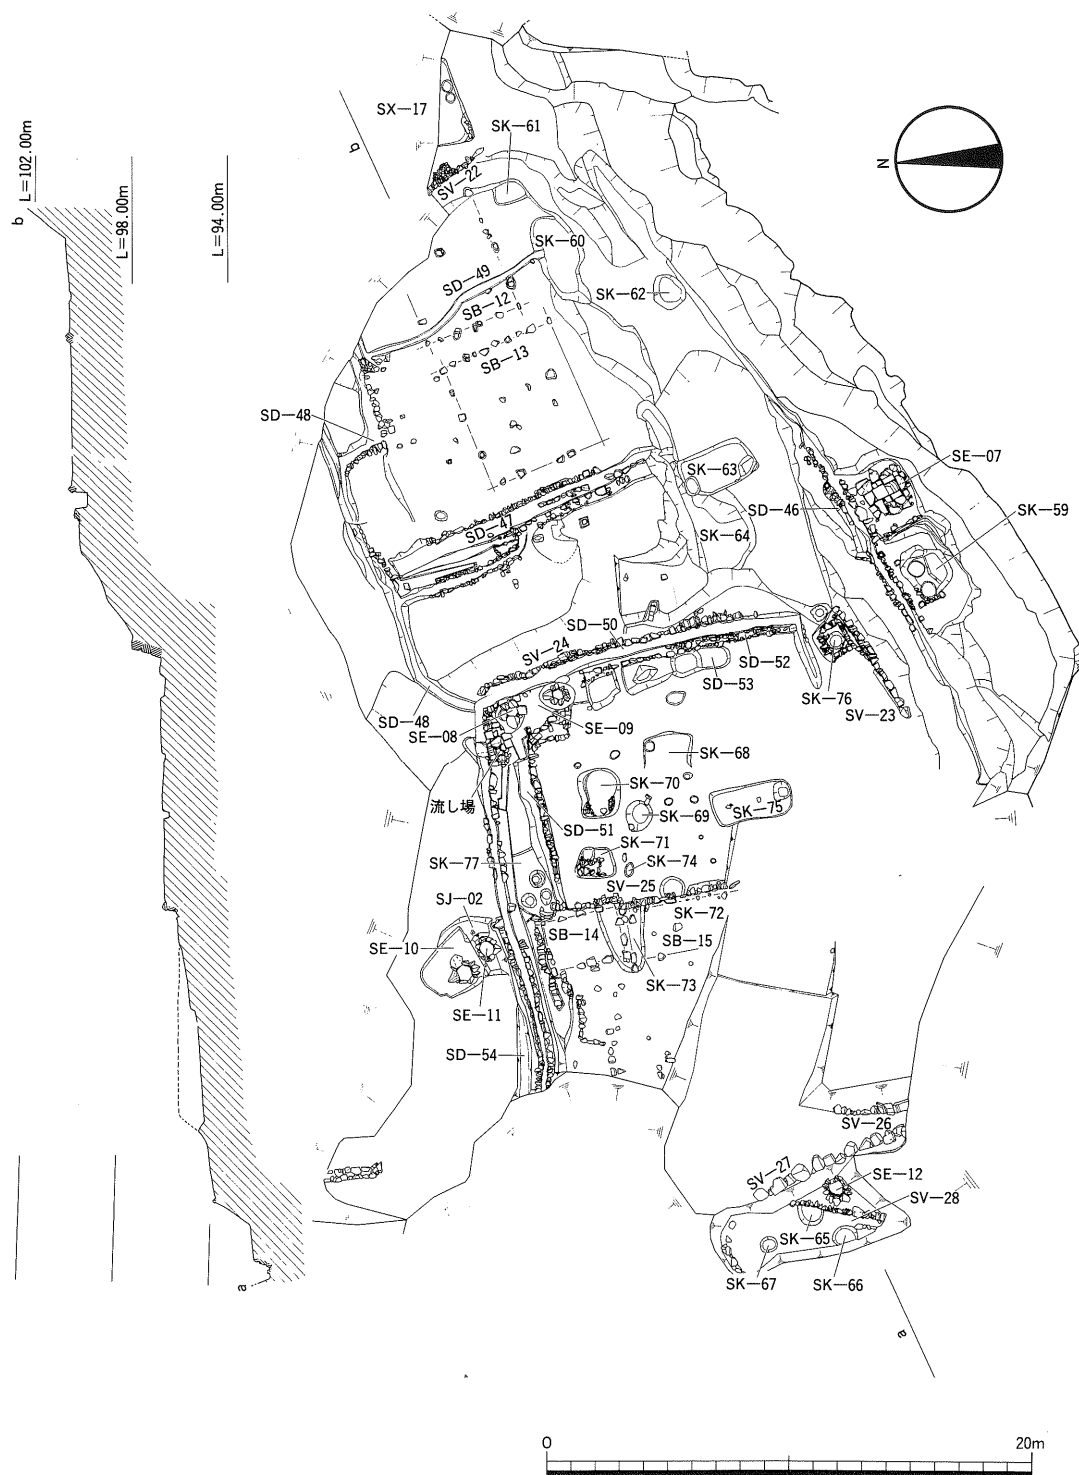 SX—17
SK—61
b
N
L=102.00m
b
L=98.00m
L=94.00m
SV—22
SK—60
SD—49
SK—62
SB—12
SB—13
SD—48
SE—07
SK—63
SD—46
SK—59
SD—47
SK—64
SD—50
SV—24
SD—52
SD—53
SK—76
SV—23
SD—48
SE—08
SE—09
SK—68
流し場
SK—70
SK—69
SK—75
SD—51
SK—71
SK—77
SK—74
SV—25
SJ—02
SK—72
SB—14
SB—15
SE—10
SK—73
SE—11
SD—54
SV—26
SV—27
SE—12
SV—28
SK—65
SK—67
SK—66
a
a
0
20m